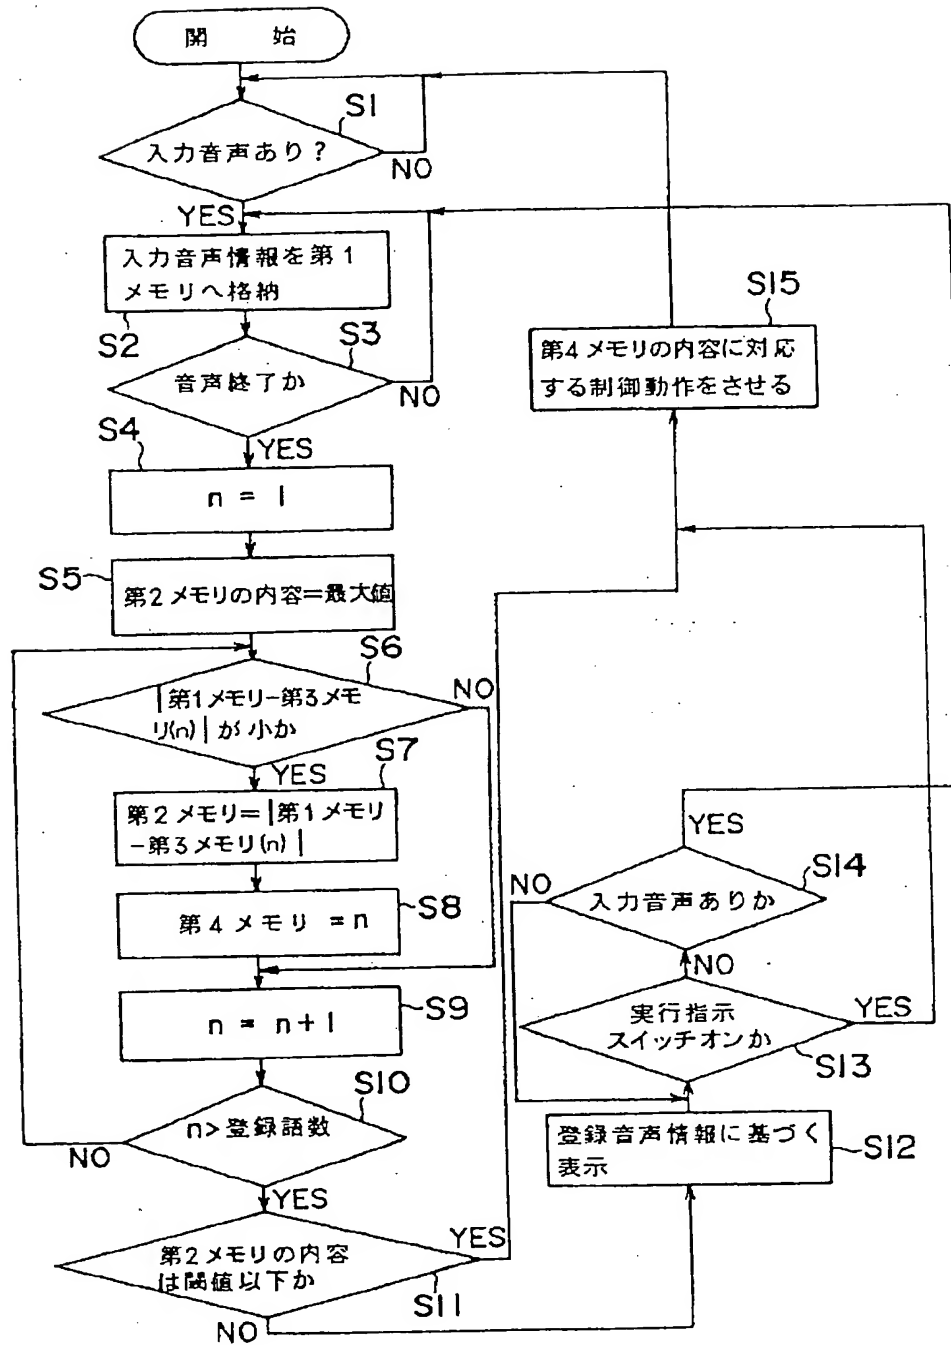 開 始
S1
入力音声あり?
NO
YES
入力音声情報を第1
メモリへ格納
S2
S3
音声終了か
NO
YES
S4
n = 1
S5
第2メモリの内容=最大値
S6
|第1メモリ-第3メモ
リ(n)|が小か
NO
YES
S7
第2メモリ=|第1メモリ
-第3メモリ(n)|
第4メモリ=n
S8
n = n+1
S9
S10
n>登録語数
NO
YES
第2メモリの内容
は閾値以下か
YES
S11
NO
登録音声情報に基づく
表示
S12
実行指示
スイッチオンか
YES
S13
NO
入力音声ありか
S14
NO
YES
S15
第4メモリの内容に対応
する制御動作をさせる